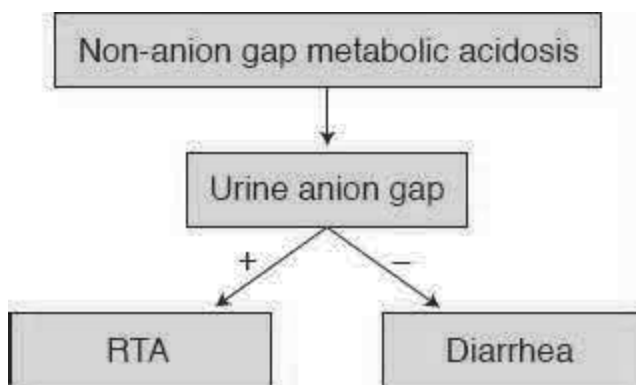 Non-anion gap metabolic acidosis
Urine anion gap
+
–
RTA
Diarrhea